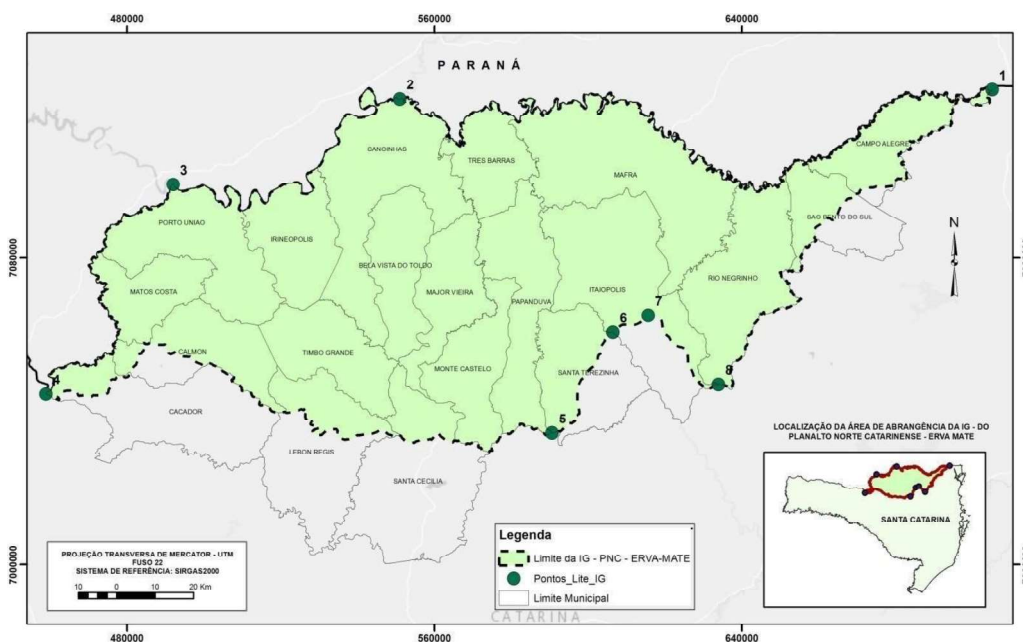 480000 560000 640000
PARANÁ
1
2
CAMPO ALEGRE
CANOINHAS
TRES BARRAS
MAFRA
3
PORTO UNIAO
SAO BENTO DO SUL
IRINEOPOLIS
N
7080000
BELA VISTA DO TOLDO
RIO NEGRINHO
MATOS COSTA
MAJOR VIEIRA
ITAIOPOLIS
PAPANDUVA
7
6
CALMON
TIMBO GRANDE
MONTE CASTELO
SANTA TEREZINHA
8
4
CACADOR
5
LOCALIZAÇÃO DA ÁREA DE ABRANGÊNCIA DA IG - DO
PLANALTO NORTE CATARINENSE - ERVA MATE
LEBON REGIS
SANTA CECILIA
SANTA CATARINA
Legenda
Limite da IG - PNC - ERVA-MATE
Pontos_Lite_IG
Limite Municipal
PROJEÇÃO TRANSVERSA DE MERCATOR - UTM
FUSO 22
SISTEMA DE REFERÊNCIA: SIRGAS2000
10 0 10 20 Km
7000000
CATARINA
480000 560000 640000